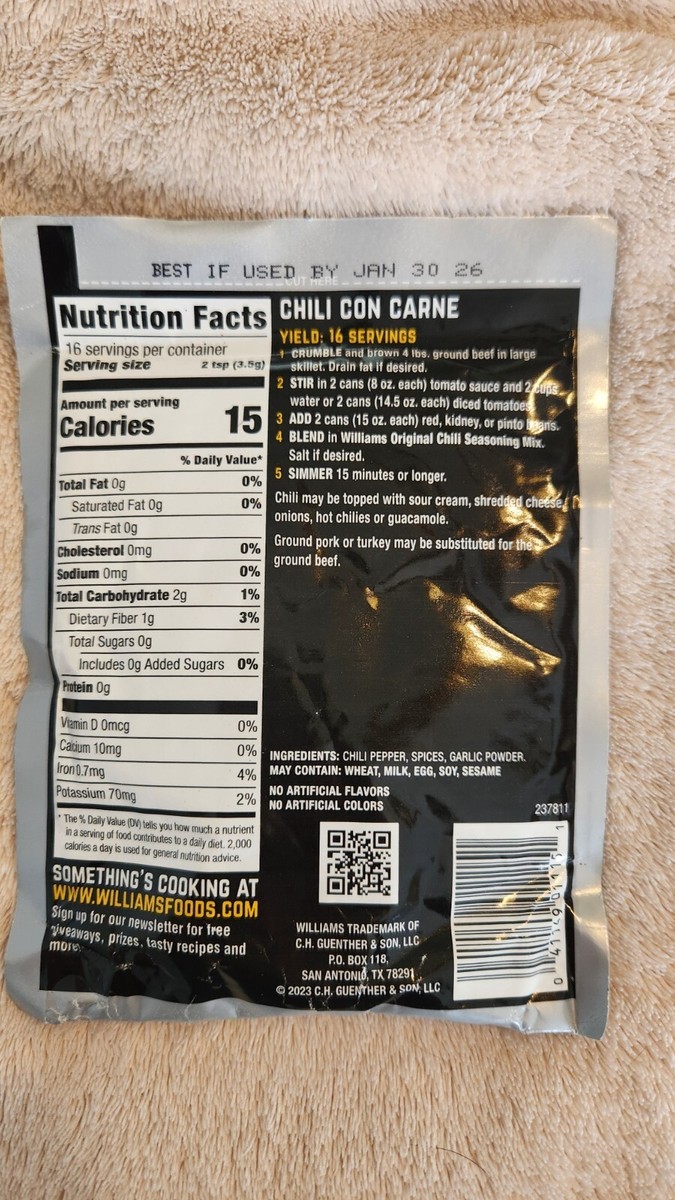 BEST IF USED BY JAN 30 26
CUT HERE
Nutrition Facts
16 servings per container
Serving size 2 tsp (3.5g)
Amount per serving
Calories 15
% Daily Value*
Total Fat 0g 0%
Saturated Fat 0g 0%
Trans Fat 0g
Cholesterol 0mg 0%
Sodium 0mg 0%
Total Carbohydrate 2g 1%
Dietary Fiber 1g 3%
Total Sugars 0g
Includes 0g Added Sugars 0%
Protein 0g
Vitamin D 0mcg 0%
Calcium 10mg 0%
Iron 0.7mg 4%
Potassium 70mg 2%
* The % Daily Value (DV) tells you how much a nutrient
in a serving of food contributes to a daily diet. 2,000
calories a day is used for general nutrition advice.
SOMETHING'S COOKING AT
WWW.WILLIAMSFOODS.COM
Sign up for our newsletter for free
giveaways, prizes, tasty recipes and
more.
CHILI CON CARNE
YIELD: 16 SERVINGS
1 CRUMBLE and brown 4 lbs. ground beef in large
skillet. Drain fat if desired.
2 STIR in 2 cans (8 oz. each) tomato sauce and 2 cups
water or 2 cans (14.5 oz. each) diced tomatoes.
3 ADD 2 cans (15 oz. each) red, kidney, or pinto beans.
4 BLEND in Williams Original Chili Seasoning Mix.
Salt if desired.
5 SIMMER 15 minutes or longer.
Chili may be topped with sour cream, shredded cheese,
onions, hot chilies or guacamole.
Ground pork or turkey may be substituted for the
ground beef.
INGREDIENTS: CHILI PEPPER, SPICES, GARLIC POWDER.
MAY CONTAIN: WHEAT, MILK, EGG, SOY, SESAME
NO ARTIFICIAL FLAVORS
NO ARTIFICIAL COLORS
237811
WILLIAMS TRADEMARK OF
C.H. GUENTHER & SON, LLC
P.O. BOX 118,
SAN ANTONIO, TX 78291
© 2023 C.H. GUENTHER & SON, LLC